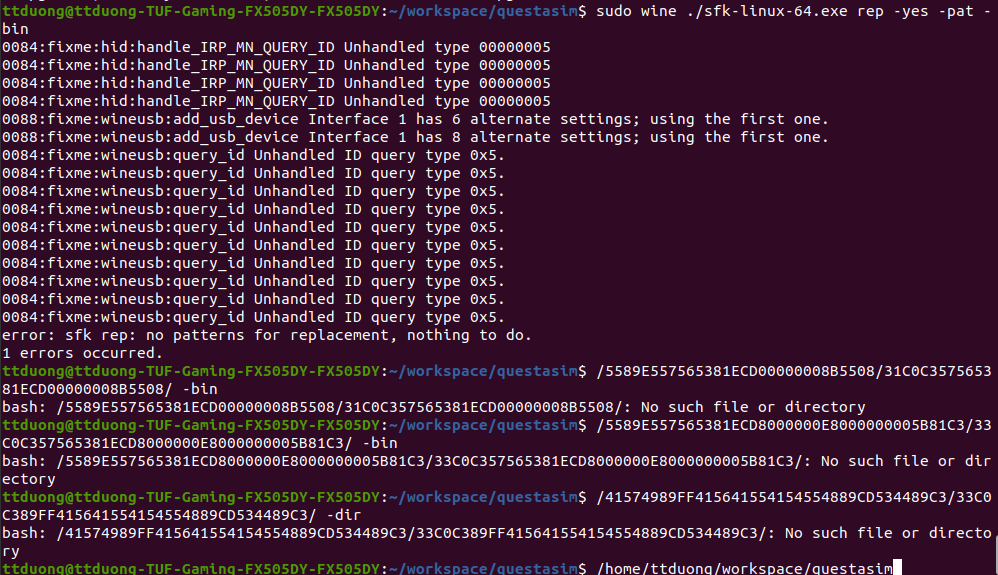 ttduong@ttduong-TUF-Gaming-FX505DY-FX505DY:~/workspace/questasim$ sudo wine ./sfk-linux-64.exe rep -yes -pat -
bin
0084:fixme:hid:handle_IRP_MN_QUERY_ID Unhandled type 00000005
0084:fixme:hid:handle_IRP_MN_QUERY_ID Unhandled type 00000005
0084:fixme:hid:handle_IRP_MN_QUERY_ID Unhandled type 00000005
0084:fixme:hid:handle_IRP_MN_QUERY_ID Unhandled type 00000005
0088:fixme:wineusb:add_usb_device Interface 1 has 6 alternate settings; using the first one.
0088:fixme:wineusb:add_usb_device Interface 1 has 8 alternate settings; using the first one.
0084:fixme:wineusb:query_id Unhandled ID query type 0x5.
0084:fixme:wineusb:query_id Unhandled ID query type 0x5.
0084:fixme:wineusb:query_id Unhandled ID query type 0x5.
0084:fixme:wineusb:query_id Unhandled ID query type 0x5.
0084:fixme:wineusb:query_id Unhandled ID query type 0x5.
0084:fixme:wineusb:query_id Unhandled ID query type 0x5.
0084:fixme:wineusb:query_id Unhandled ID query type 0x5.
0084:fixme:wineusb:query_id Unhandled ID query type 0x5.
0084:fixme:wineusb:query_id Unhandled ID query type 0x5.
0084:fixme:wineusb:query_id Unhandled ID query type 0x5.
error: sfk rep: no patterns for replacement, nothing to do.
1 errors occurred.
ttduong@ttduong-TUF-Gaming-FX505DY-FX505DY:~/workspace/questasim$ /5589E557565381ECD00000008B5508/31C0C3575653
81ECD00000008B5508/ -bin
bash: /5589E557565381ECD00000008B5508/31C0C357565381ECD00000008B5508/: No such file or directory
ttduong@ttduong-TUF-Gaming-FX505DY-FX505DY:~/workspace/questasim$ /5589E557565381ECD8000000E8000000005B81C3/33
C0C357565381ECD8000000E8000000005B81C3/ -bin
bash: /5589E557565381ECD8000000E8000000005B81C3/33C0C357565381ECD8000000E8000000005B81C3/: No such file or dir
ectory
ttduong@ttduong-TUF-Gaming-FX505DY-FX505DY:~/workspace/questasim$ /41574989FF415641554154554889CD534489C3/33C0
C389FF415641554154554889CD534489C3/ -dir
bash: /41574989FF415641554154554889CD534489C3/33C0C389FF415641554154554889CD534489C3/: No such file or directo
ry
ttduong@ttduong-TUF-Gaming-FX505DY-FX505DY:~/workspace/questasim$ /home/ttduong/workspace/questasim